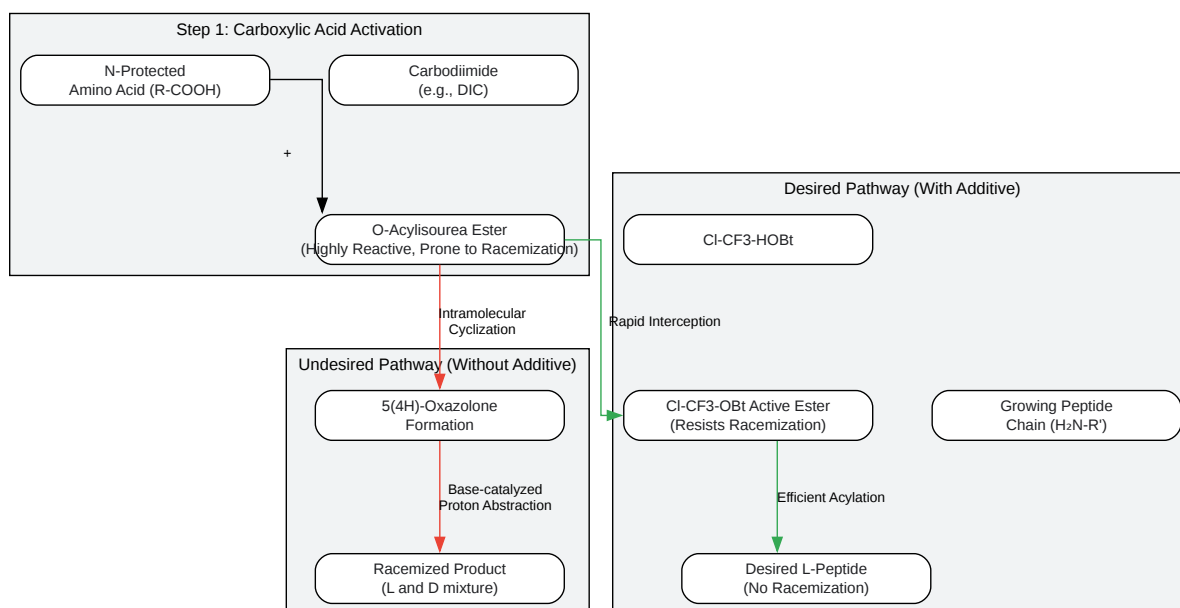 Step 1: Carboxylic Acid Activation
N-Protected
Amino Acid (R-COOH)
Carbodiimide
(e.g., DIC)
+
O-Acylisourea Ester
(Highly Reactive, Prone to Racemization)
Desired Pathway (With Additive)
Cl-CF3-HOBt
Intramolecular
Cyclization
Rapid Interception
Undesired Pathway (Without Additive)
5(4H)-Oxazolone
Formation
Cl-CF3-OBt Active Ester
(Resists Racemization)
Growing Peptide
Chain (H₂N-R')
Base-catalyzed
Proton Abstraction
Efficient Acylation
Racemized Product
(L and D mixture)
Desired L-Peptide
(No Racemization)